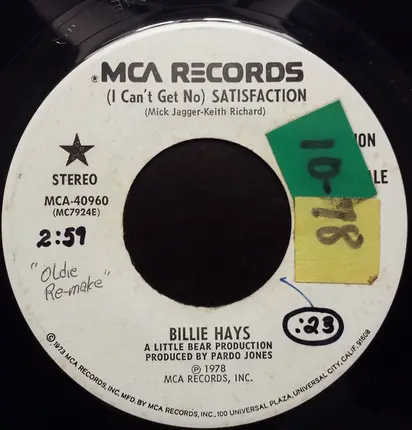 MCA RECORDS
(I Can't Get No) SATISFACTION
(Mick Jagger-Keith Richard)
STEREO
MCA-40960
(MC7924E)
2:59
"Oldie
Re-make"
10-18
:23
BILLIE HAYS
A LITTLE BEAR PRODUCTION
PRODUCED BY PARDO JONES
℗ 1978
MCA RECORDS, INC.
© 1973 MCA RECORDS, INC. MFD. BY MCA RECORDS, INC., 100 UNIVERSAL PLAZA, UNIVERSAL CITY, CALIF. 91608